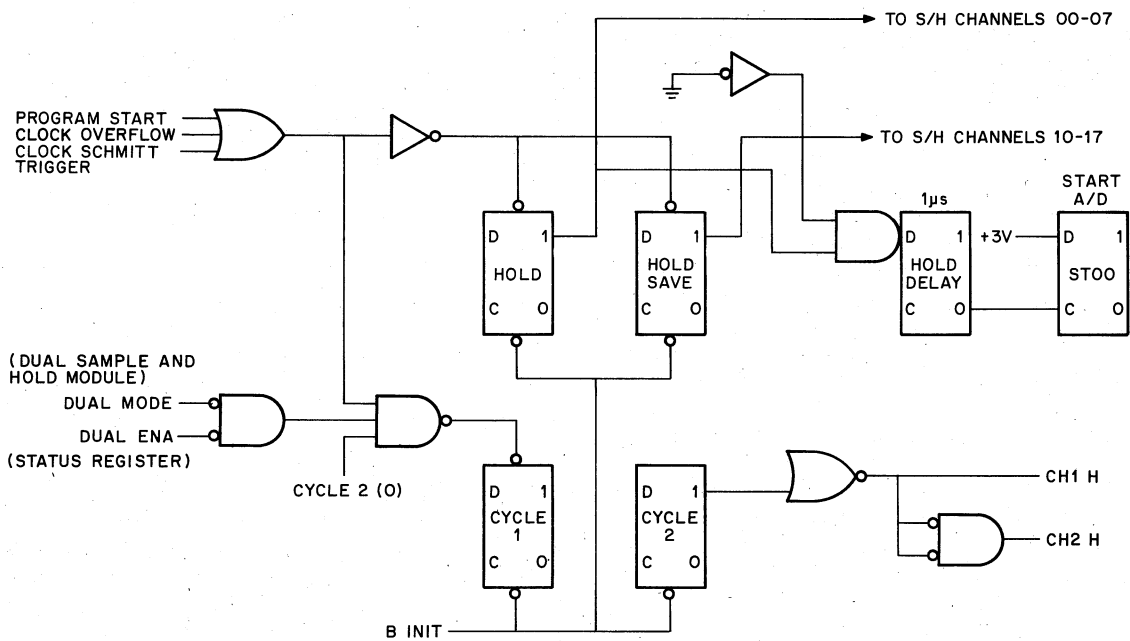 TO S/H CHANNELS 00-07
PROGRAM START
CLOCK OVERFLOW
CLOCK SCHMITT
TRIGGER
TO S/H CHANNELS 10-17
START
A/D
1µs
D 1
HOLD
C 0
D 1
HOLD
SAVE
C 0
D 1
HOLD
DELAY
C 0
+3V
D 1
STOO
C 0
(DUAL SAMPLE AND
HOLD MODULE)
DUAL MODE
DUAL ENA
(STATUS REGISTER)
CYCLE 2 (0)
D 1
CYCLE
1
C 0
D 1
CYCLE
2
C 0
CH1 H
CH2 H
B INIT